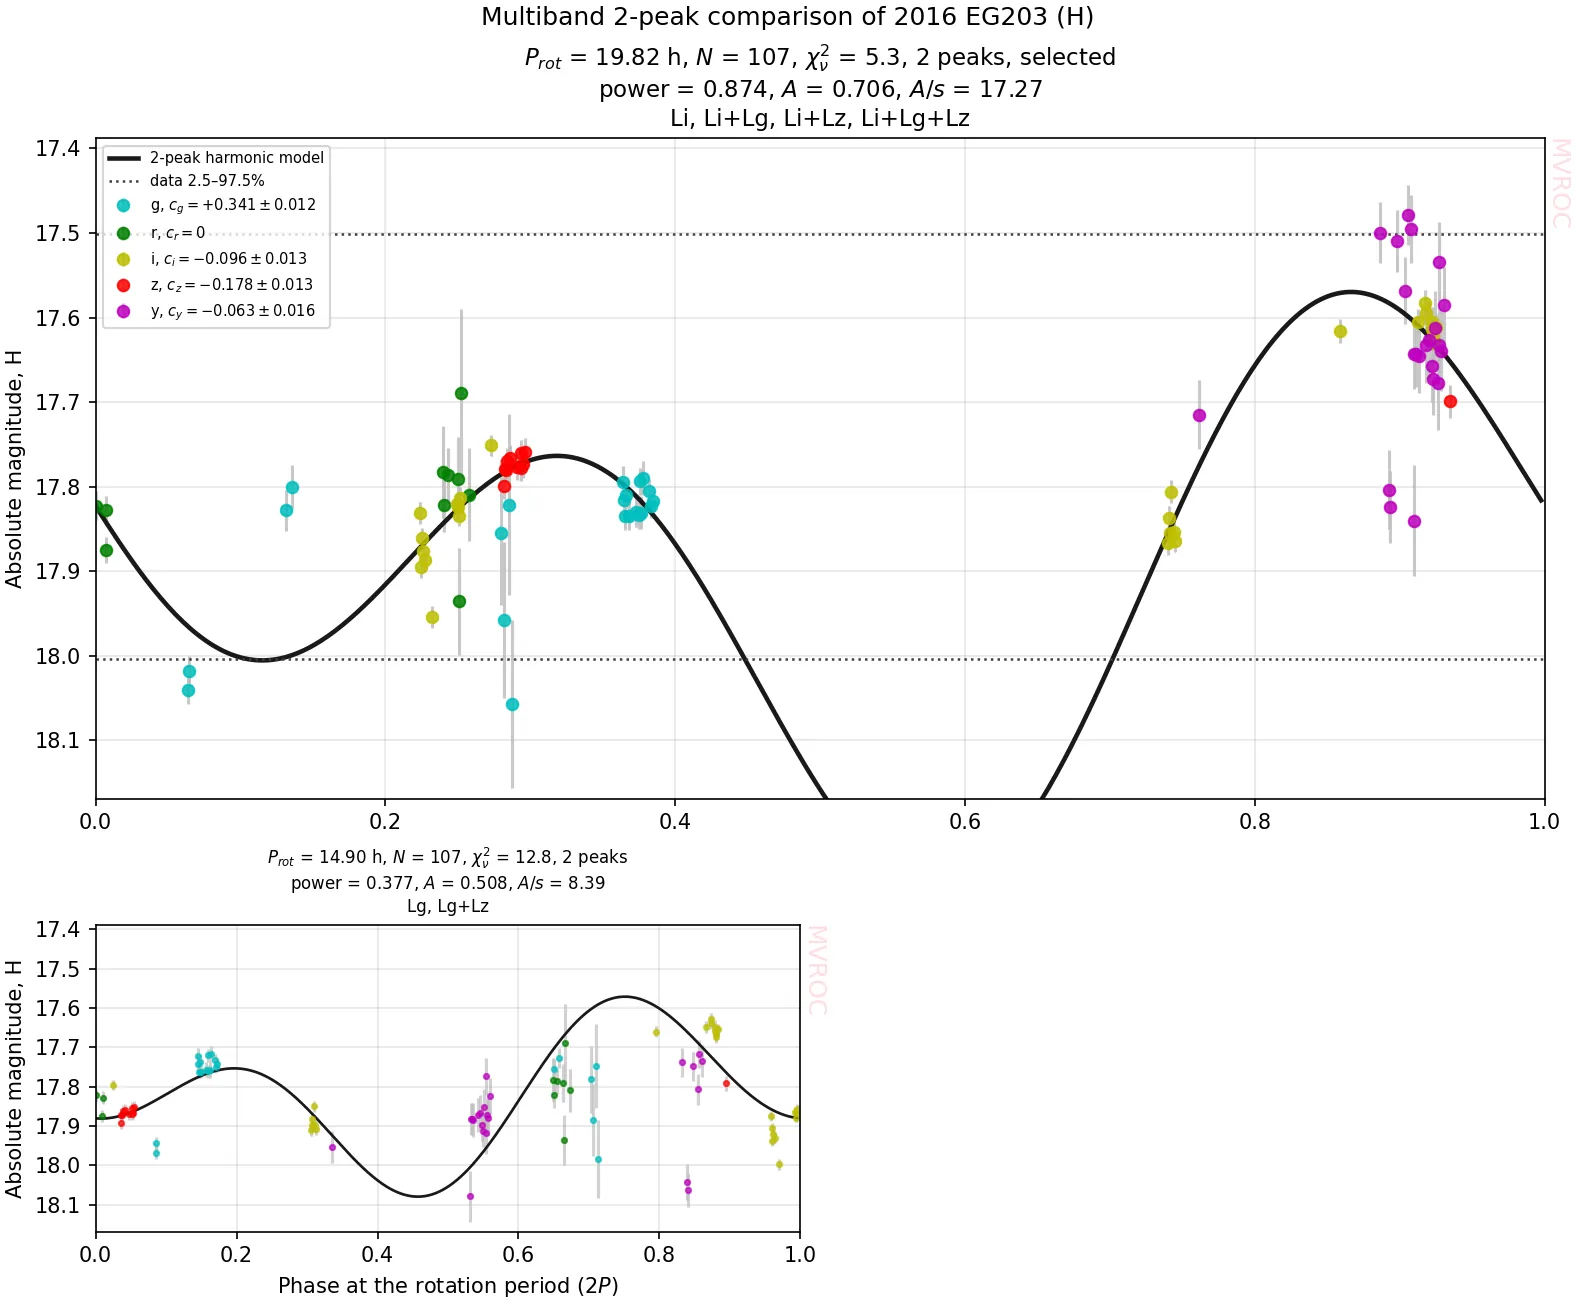 Multiband 2-peak comparison of 2016 EG203 (H)
P_rot = 19.82 h, N = 107, χ²_ν = 5.3, 2 peaks, selected
power = 0.874, A = 0.706, A/s = 17.27
Li, Li+Lg, Li+Lz, Li+Lg+Lz
MVROC
2-peak harmonic model
data 2.5–97.5%
g, c_g = +0.341 ± 0.012
r, c_r = 0
i, c_i = −0.096 ± 0.013
z, c_z = −0.178 ± 0.013
y, c_y = −0.063 ± 0.016
Absolute magnitude, H
17.4
17.5
17.6
17.7
17.8
17.9
18.0
18.1
0.0 0.2 0.4 0.6 0.8 1.0
P_rot = 14.90 h, N = 107, χ²_ν = 12.8, 2 peaks
power = 0.377, A = 0.508, A/s = 8.39
Lg, Lg+Lz
MVROC
Absolute magnitude, H
17.4
17.5
17.6
17.7
17.8
17.9
18.0
18.1
0.0 0.2 0.4 0.6 0.8 1.0
Phase at the rotation period (2P)